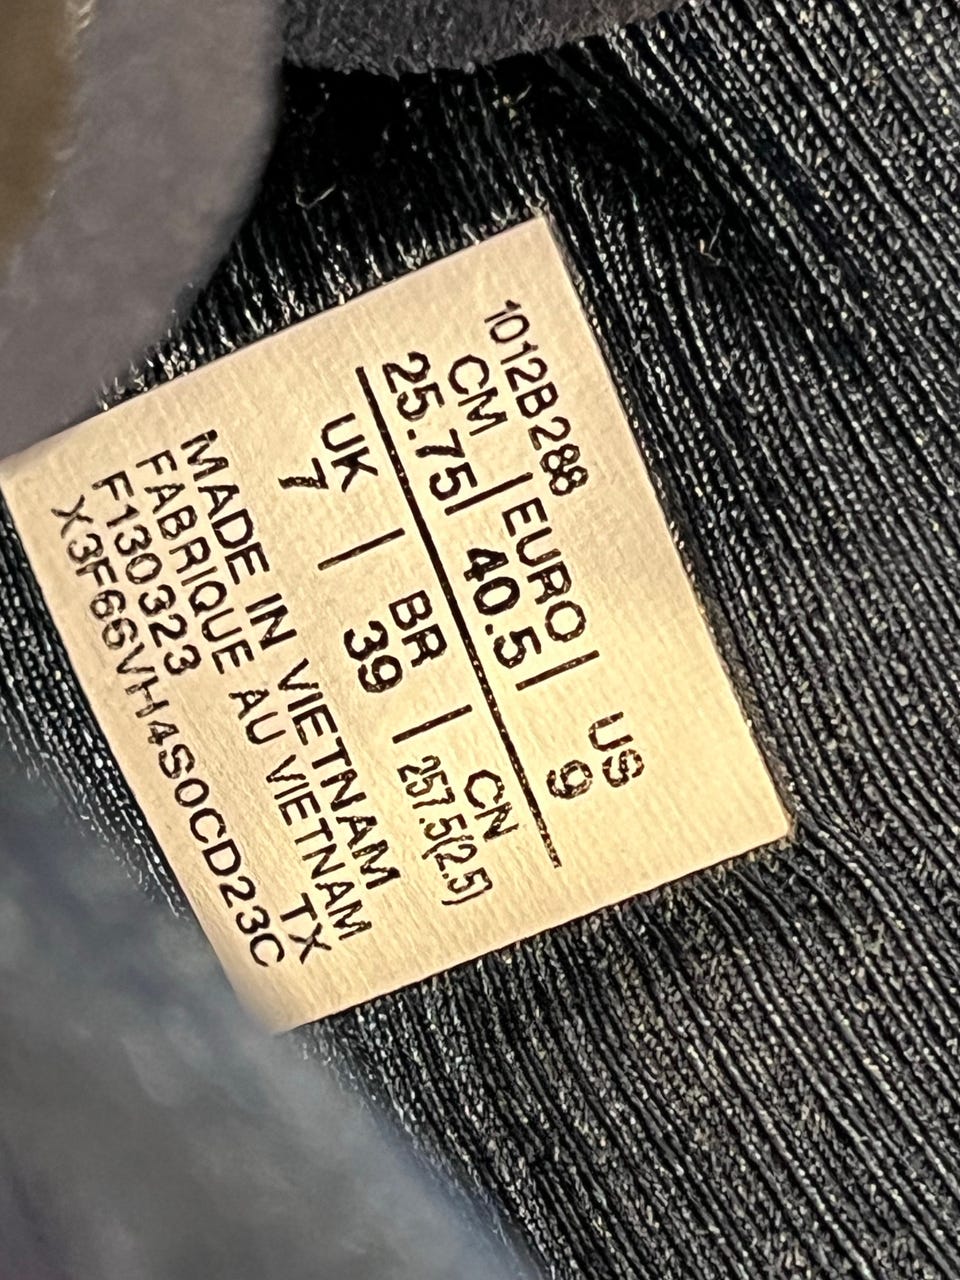 1012B288
CM | EURO | US
25.75 | 40.5 | 9
UK | BR | CN
7 | 39 | 257.5(2.5)
MADE IN VIETNAM
FABRIQUE AU VIETNAM
F130323 TX
X3F66VH4S0CD23C